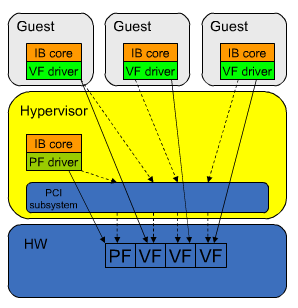 Guest
Guest
Guest
IB core
VF driver
IB core
VF driver
IB core
VF driver
Hypervisor
IB core
PF driver
PCI
subsystem
HW
PF
VF
VF
VF